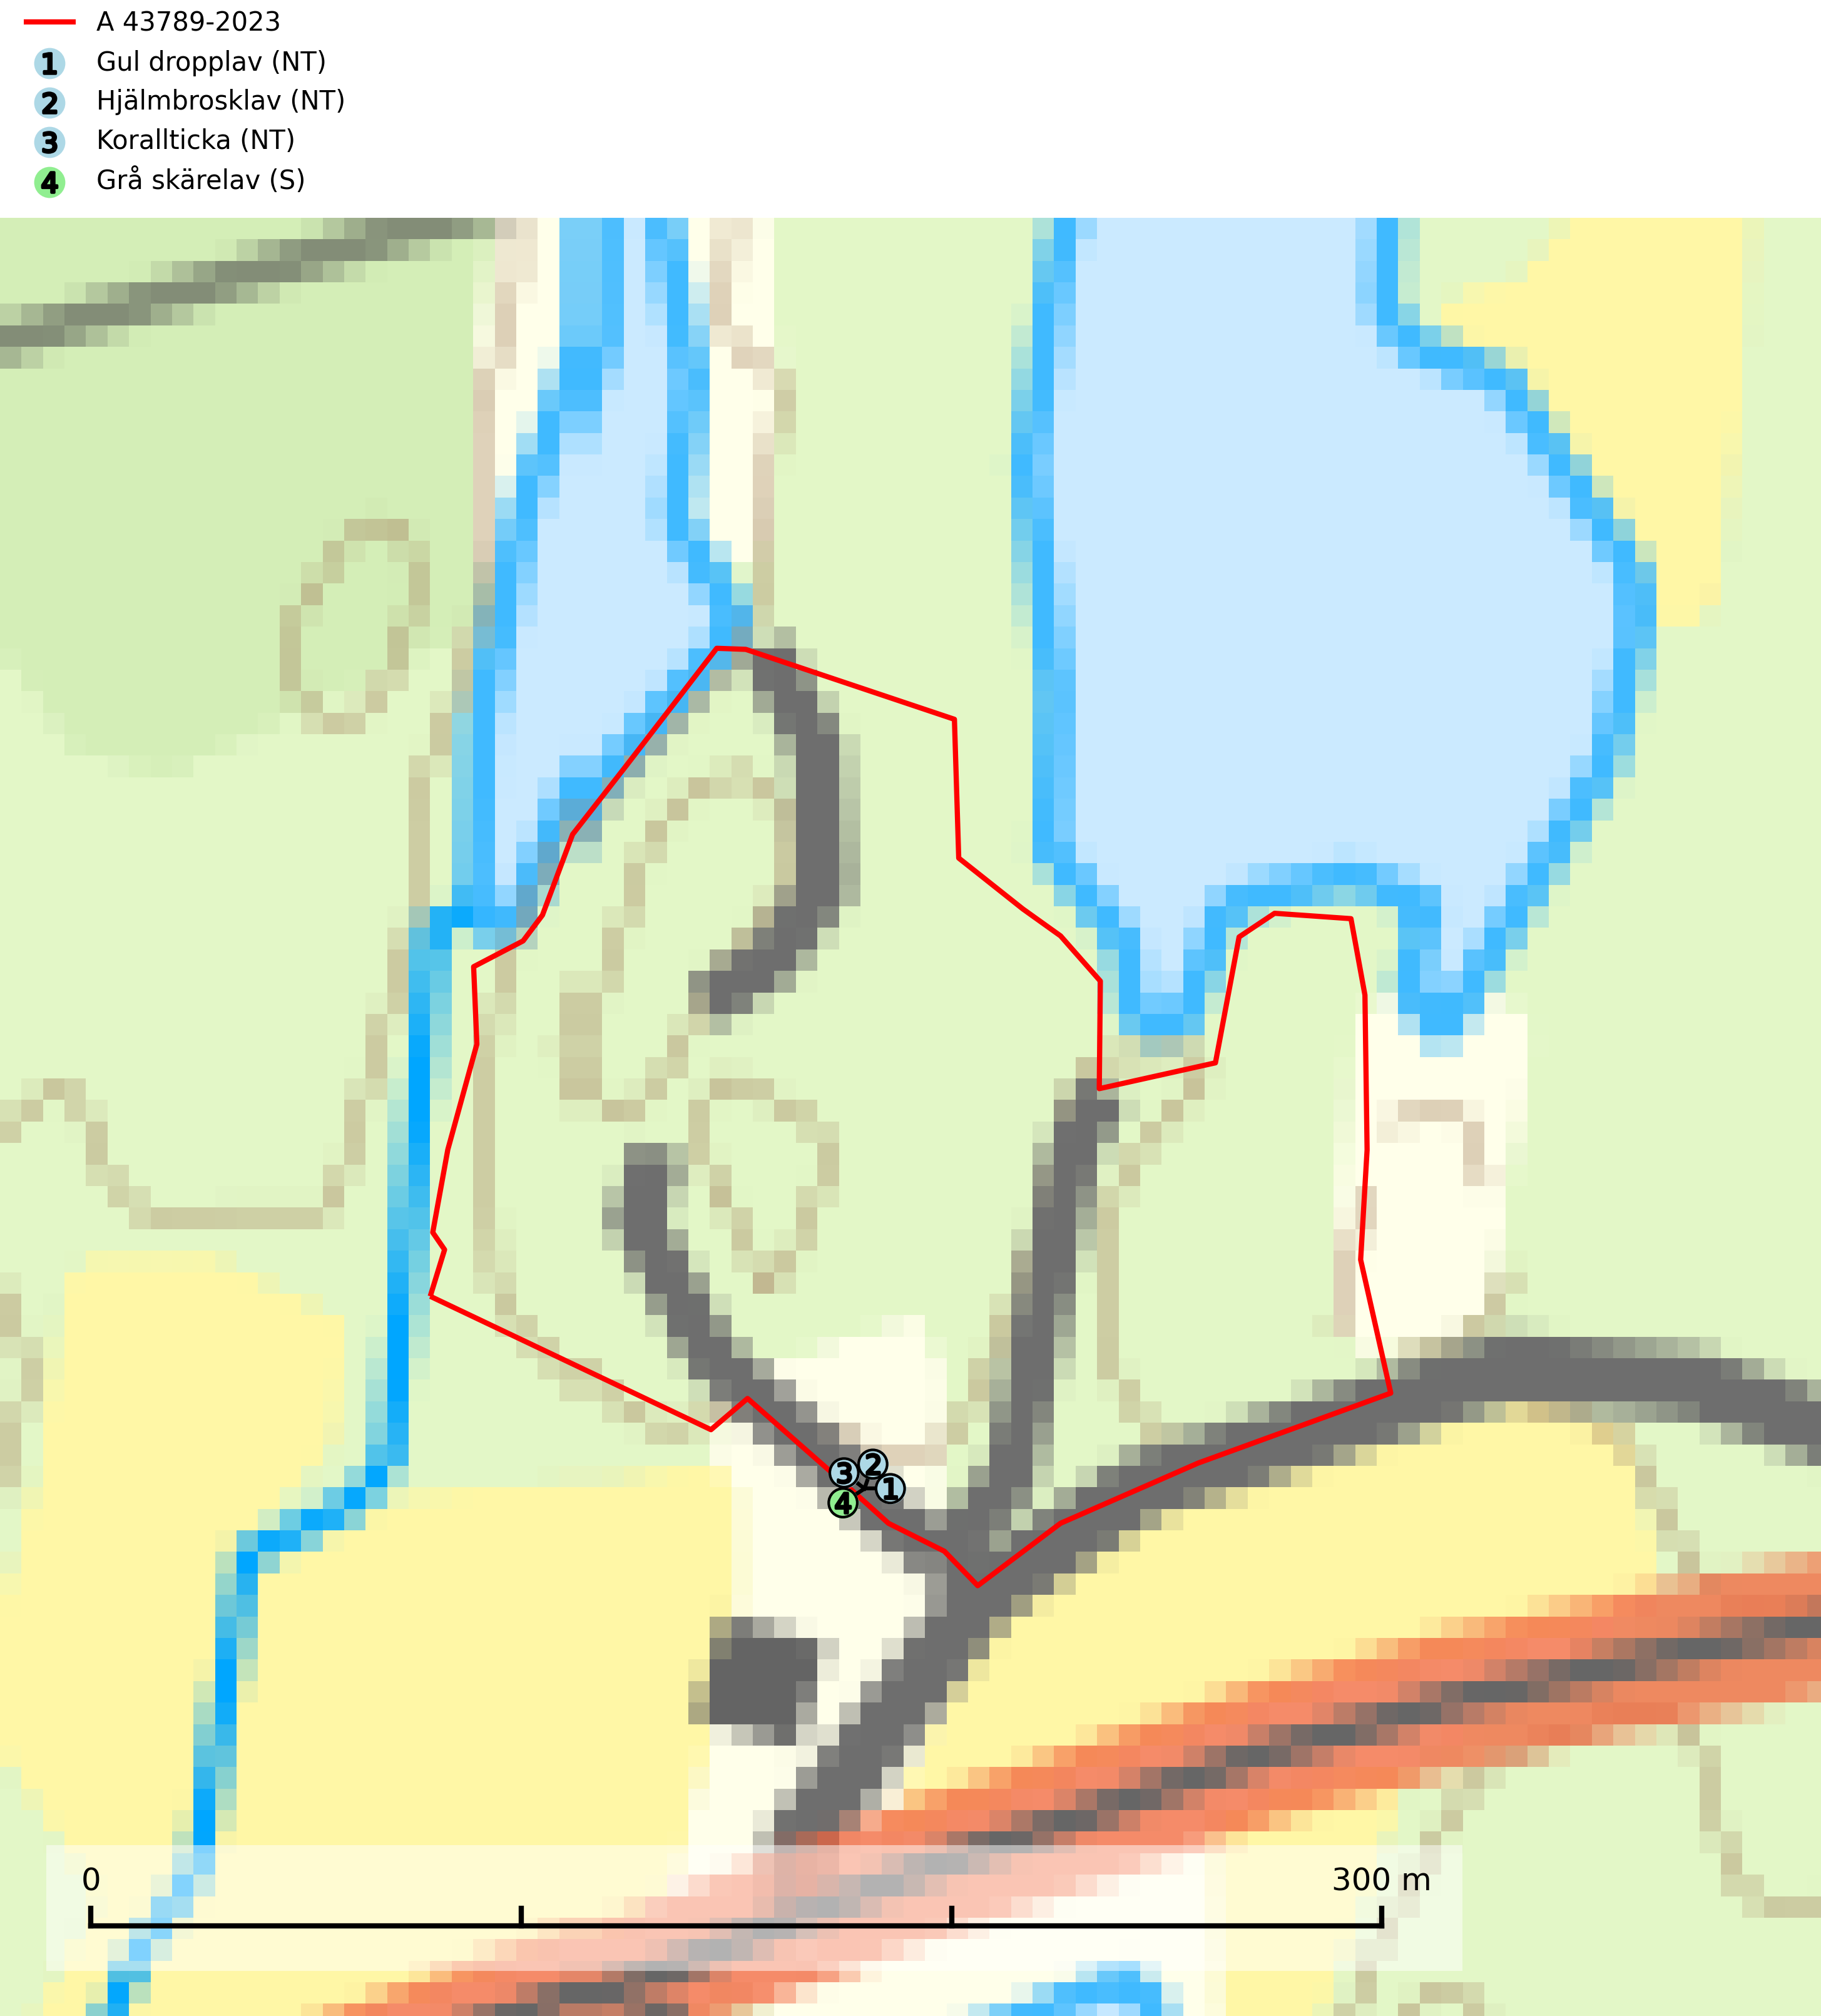 A 43789-2023
1 Gul dropplav (NT)
2 Hjälmbrosklav (NT)
3 Korallticka (NT)
4 Grå skärelav (S)
2
3
1
4
0 300 m